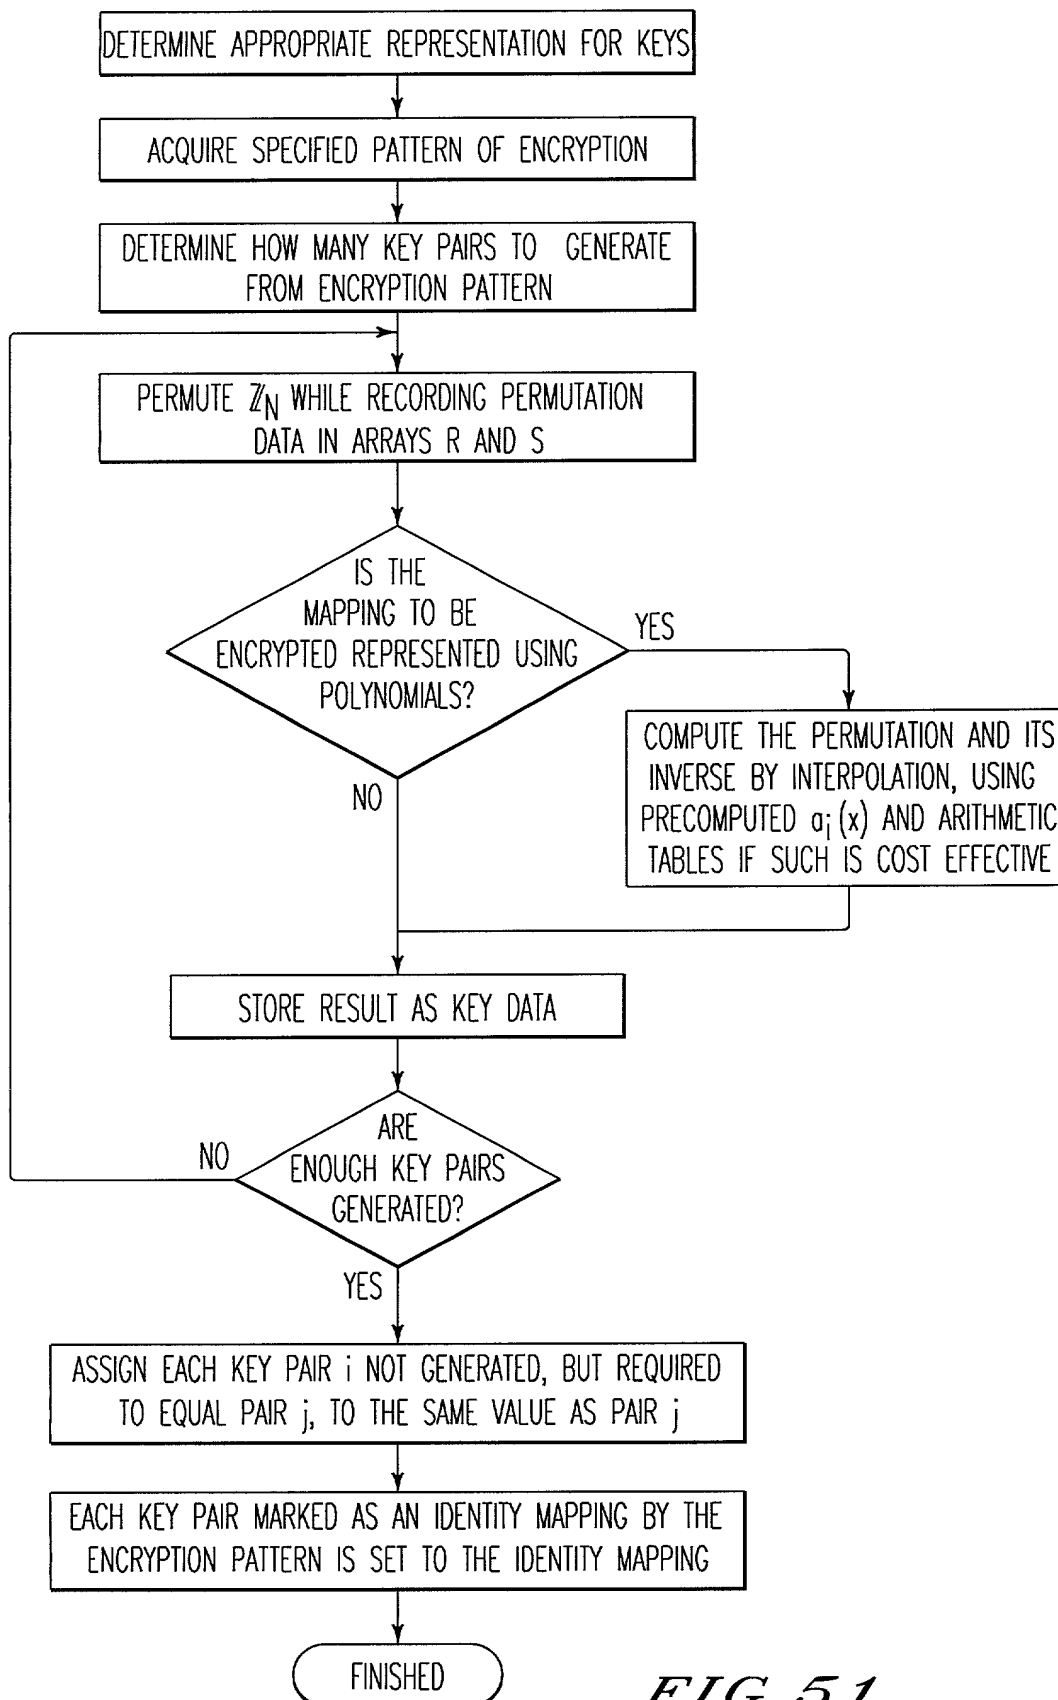 DETERMINE APPROPRIATE REPRESENTATION FOR KEYS
ACQUIRE SPECIFIED PATTERN OF ENCRYPTION
DETERMINE HOW MANY KEY PAIRS TO GENERATE
FROM ENCRYPTION PATTERN
PERMUTE ℤN WHILE RECORDING PERMUTATION
DATA IN ARRAYS R AND S
IS THE
MAPPING TO BE
ENCRYPTED REPRESENTED USING
POLYNOMIALS?
YES
NO
COMPUTE THE PERMUTATION AND ITS
INVERSE BY INTERPOLATION, USING
PRECOMPUTED ai(x) AND ARITHMETIC
TABLES IF SUCH IS COST EFFECTIVE
STORE RESULT AS KEY DATA
ARE
ENOUGH KEY PAIRS
GENERATED?
NO
YES
ASSIGN EACH KEY PAIR i NOT GENERATED, BUT REQUIRED
TO EQUAL PAIR j, TO THE SAME VALUE AS PAIR j
EACH KEY PAIR MARKED AS AN IDENTITY MAPPING BY THE
ENCRYPTION PATTERN IS SET TO THE IDENTITY MAPPING
FINISHED
FIG.51